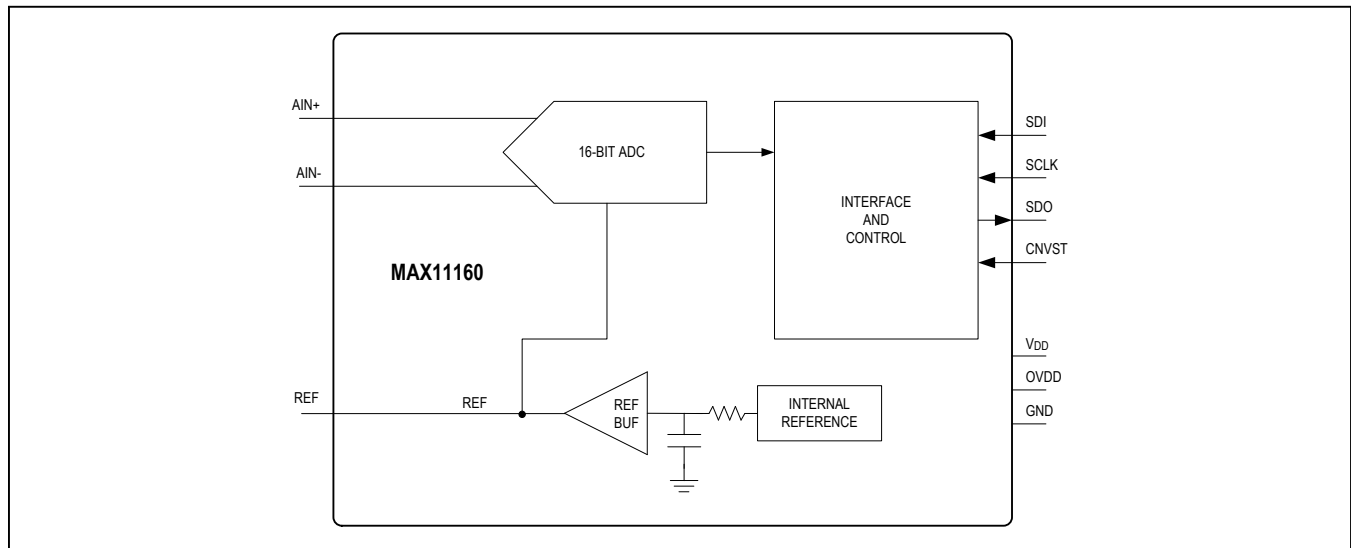 AIN+
AIN-
16-BIT ADC
INTERFACE
AND
CONTROL
SDI
SCLK
SDO
CNVST
MAX11160
VDD
OVDD
GND
REF
REF
REF
BUF
INTERNAL
REFERENCE